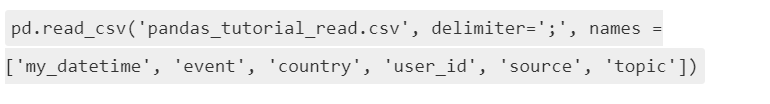 pd.read_csv('pandas_tutorial_read.csv', delimiter=';', names =
['my_datetime', 'event', 'country', 'user_id', 'source', 'topic'])